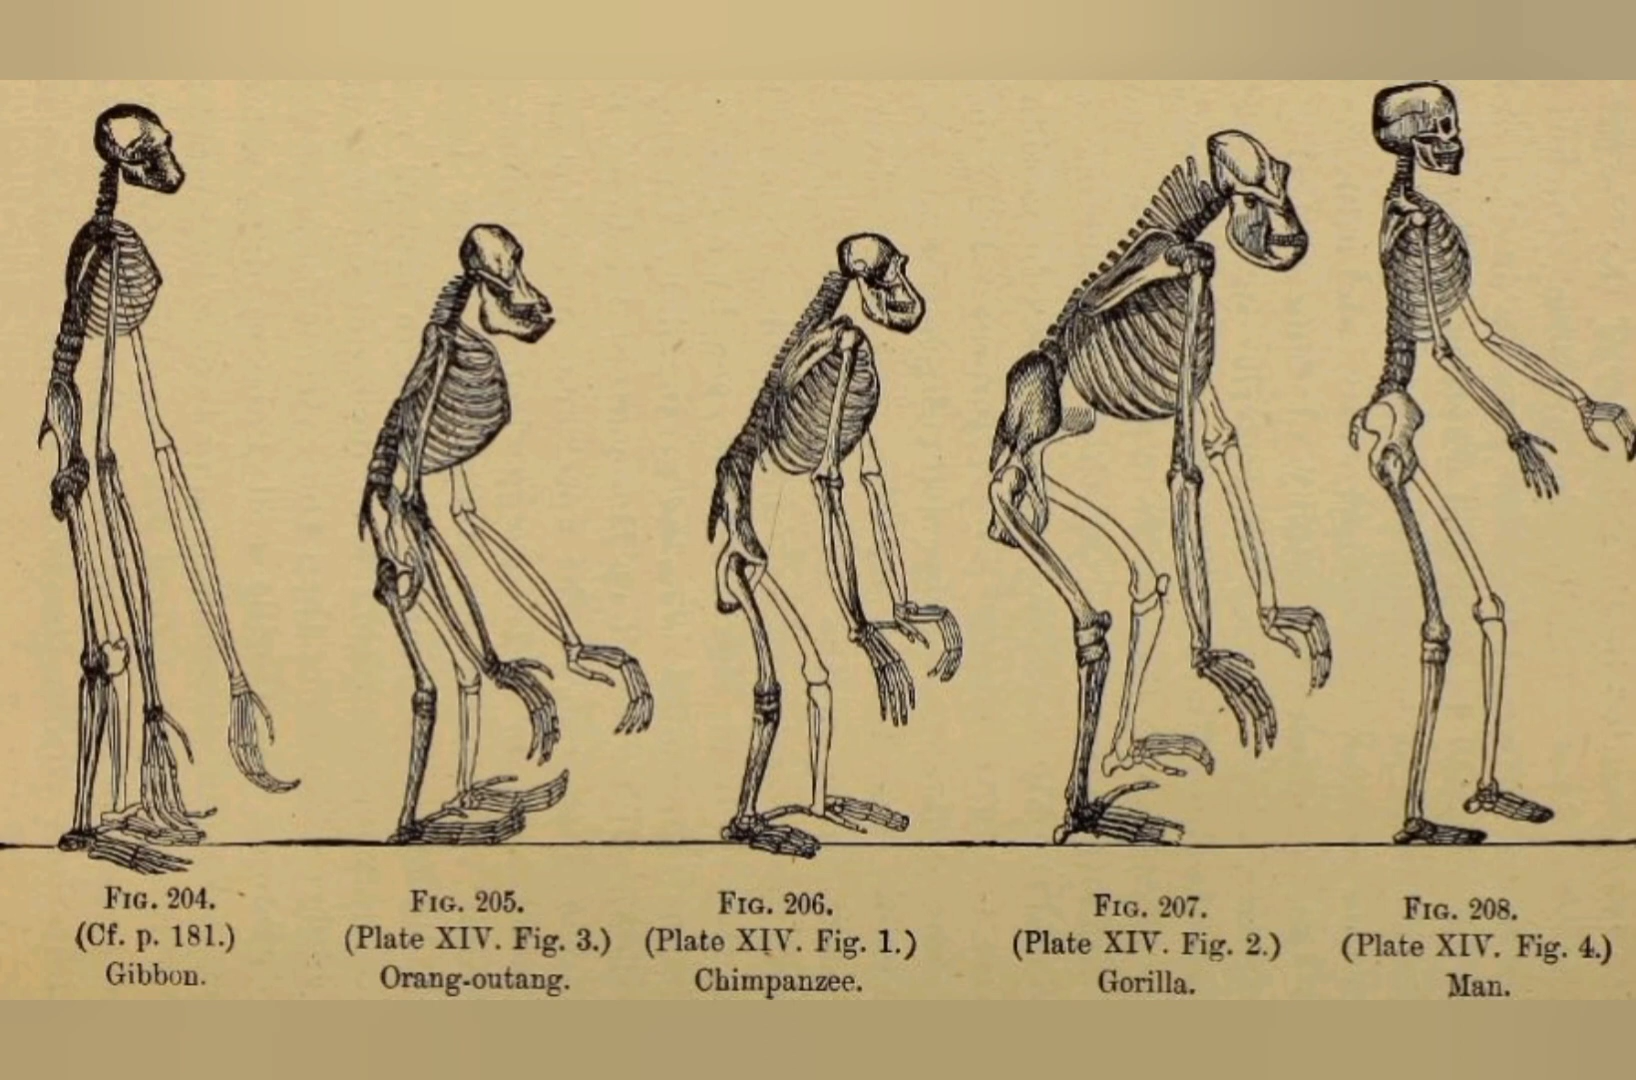 Fig. 204.
(Cf. p. 181.)
Gibbon.
Fig. 205.
(Plate XIV. Fig. 3.)
Orang-outang.
Fig. 206.
(Plate XIV. Fig. 1.)
Chimpanzee.
Fig. 207.
(Plate XIV. Fig. 2.)
Gorilla.
Fig. 208.
(Plate XIV. Fig. 4.)
Man.